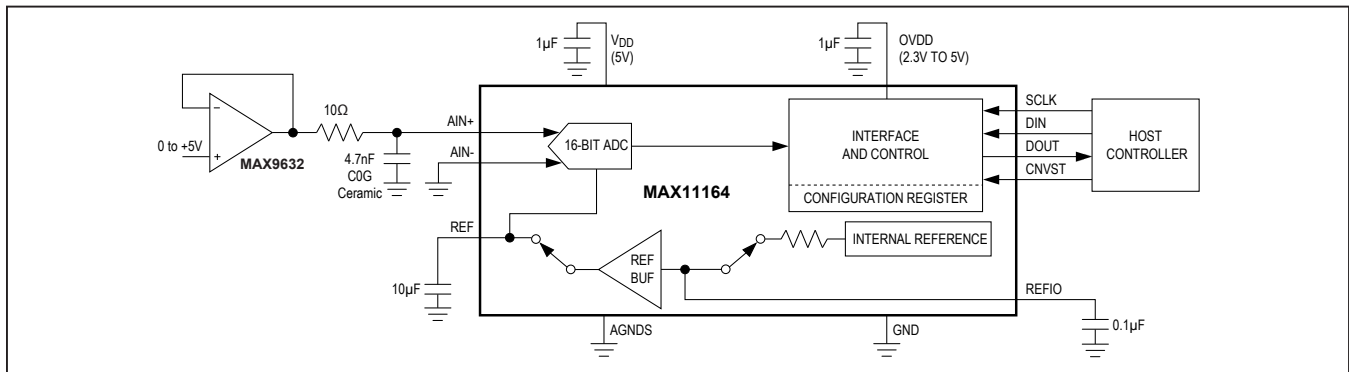 1µF
VDD
(5V)
1µF
OVDD
(2.3V TO 5V)
10Ω
0 to +5V
−
+
MAX9632
4.7nF
C0G
Ceramic
AIN+
AIN-
16-BIT ADC
MAX11164
INTERFACE
AND CONTROL
CONFIGURATION REGISTER
SCLK
DIN
DOUT
CNVST
HOST
CONTROLLER
REF
10µF
REF
BUF
INTERNAL REFERENCE
REFIO
0.1µF
AGNDS
GND